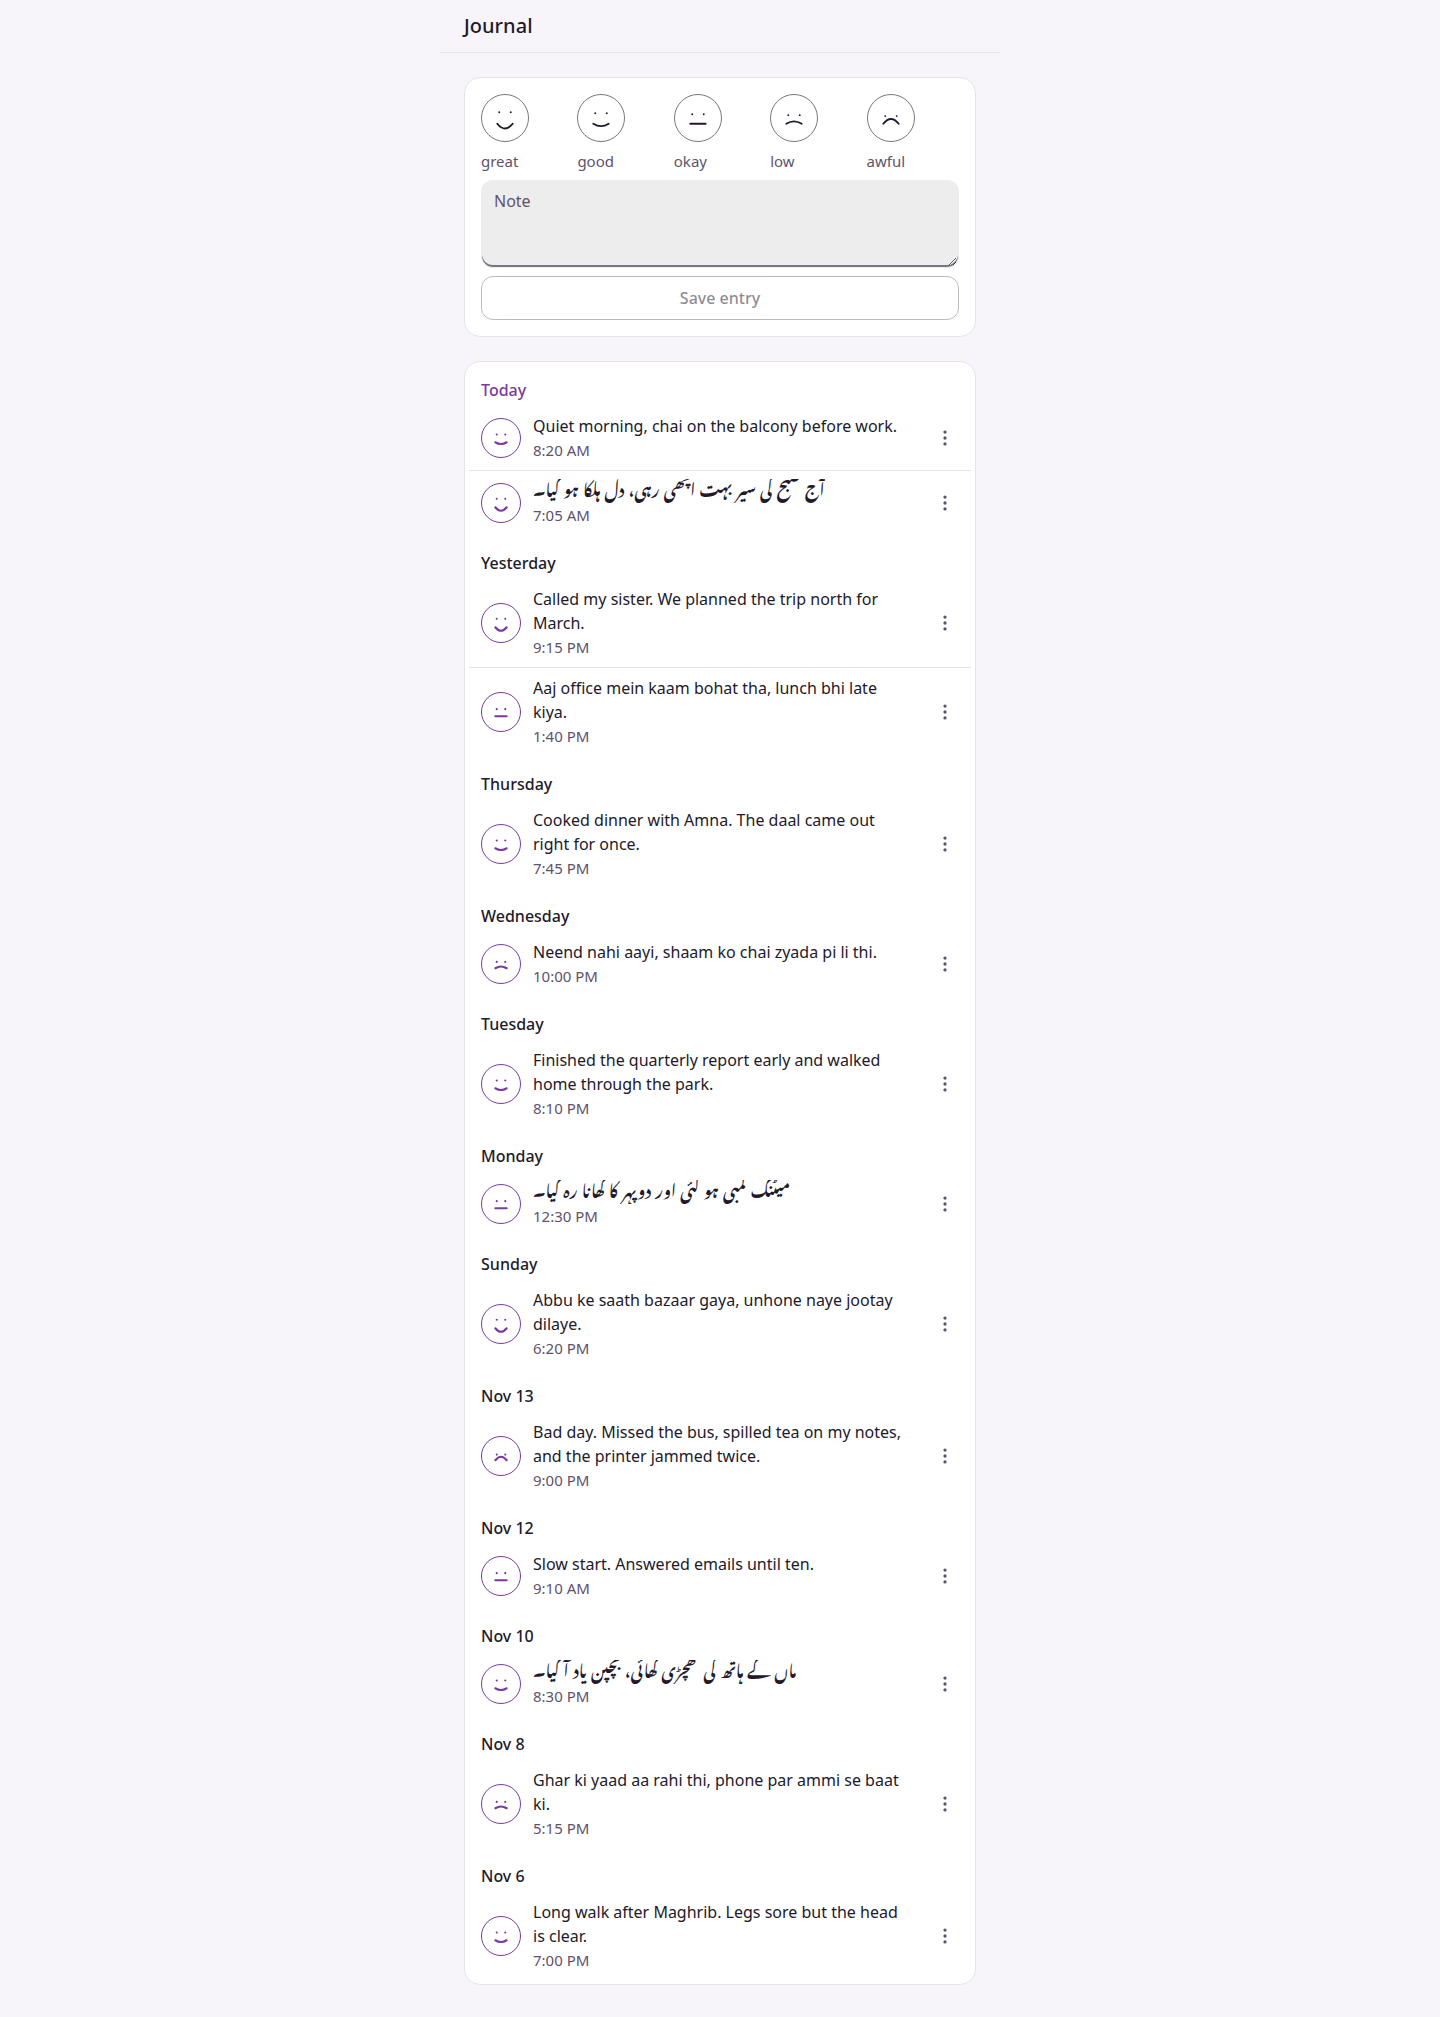 Journal
great
good
okay
low
awful
Note
Save entry
Today
Quiet morning, chai on the balcony before work.
8:20 AM
آج صبح کی سیر بہت اچھی رہی، دل ہلکا ہو گیا۔
7:05 AM
Yesterday
Called my sister. We planned the trip north for
March.
9:15 PM
Aaj office mein kaam bohat tha, lunch bhi late
kiya.
1:40 PM
Thursday
Cooked dinner with Amna. The daal came out
right for once.
7:45 PM
Wednesday
Neend nahi aayi, shaam ko chai zyada pi li thi.
10:00 PM
Tuesday
Finished the quarterly report early and walked
home through the park.
8:10 PM
Monday
میٹنگ لمبی ہو گئی اور دوپہر کا کھانا رہ گیا۔
12:30 PM
Sunday
Abbu ke saath bazaar gaya, unhone naye jootay
dilaye.
6:20 PM
Nov 13
Bad day. Missed the bus, spilled tea on my notes,
and the printer jammed twice.
9:00 PM
Nov 12
Slow start. Answered emails until ten.
9:10 AM
Nov 10
ماں کے ہاتھ کی کھچڑی کھائی، بچپن یاد آ گیا۔
8:30 PM
Nov 8
Ghar ki yaad aa rahi thi, phone par ammi se baat
ki.
5:15 PM
Nov 6
Long walk after Maghrib. Legs sore but the head
is clear.
7:00 PM